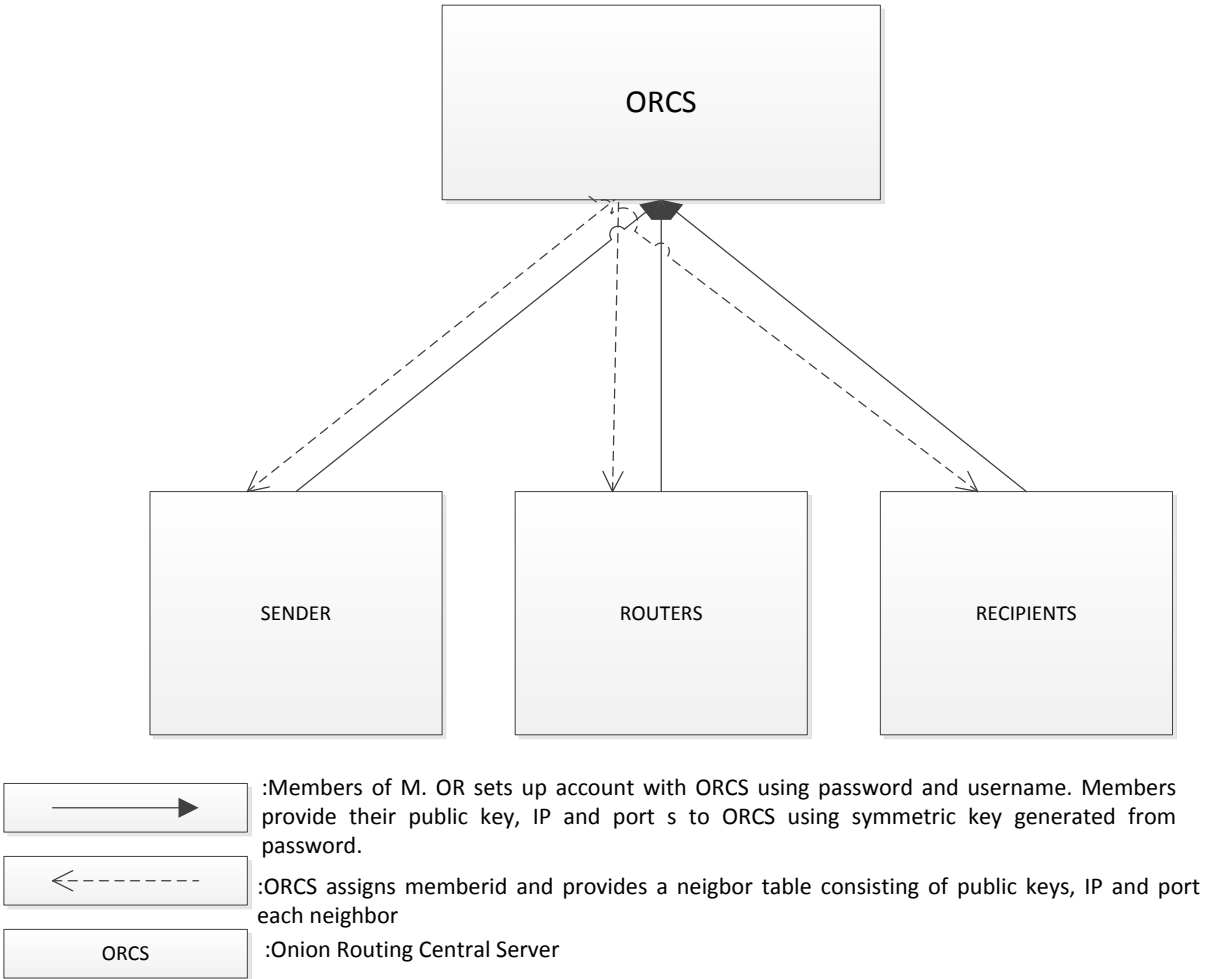 ORCS
SENDER
ROUTERS
RECIPIENTS
:Members of M. OR sets up account with ORCS using password and username. Members
provide their public key, IP and port s to ORCS using symmetric key generated from
password.
:ORCS assigns memberid and provides a neigbor table consisting of public keys, IP and port
each neighbor
ORCS
:Onion Routing Central Server